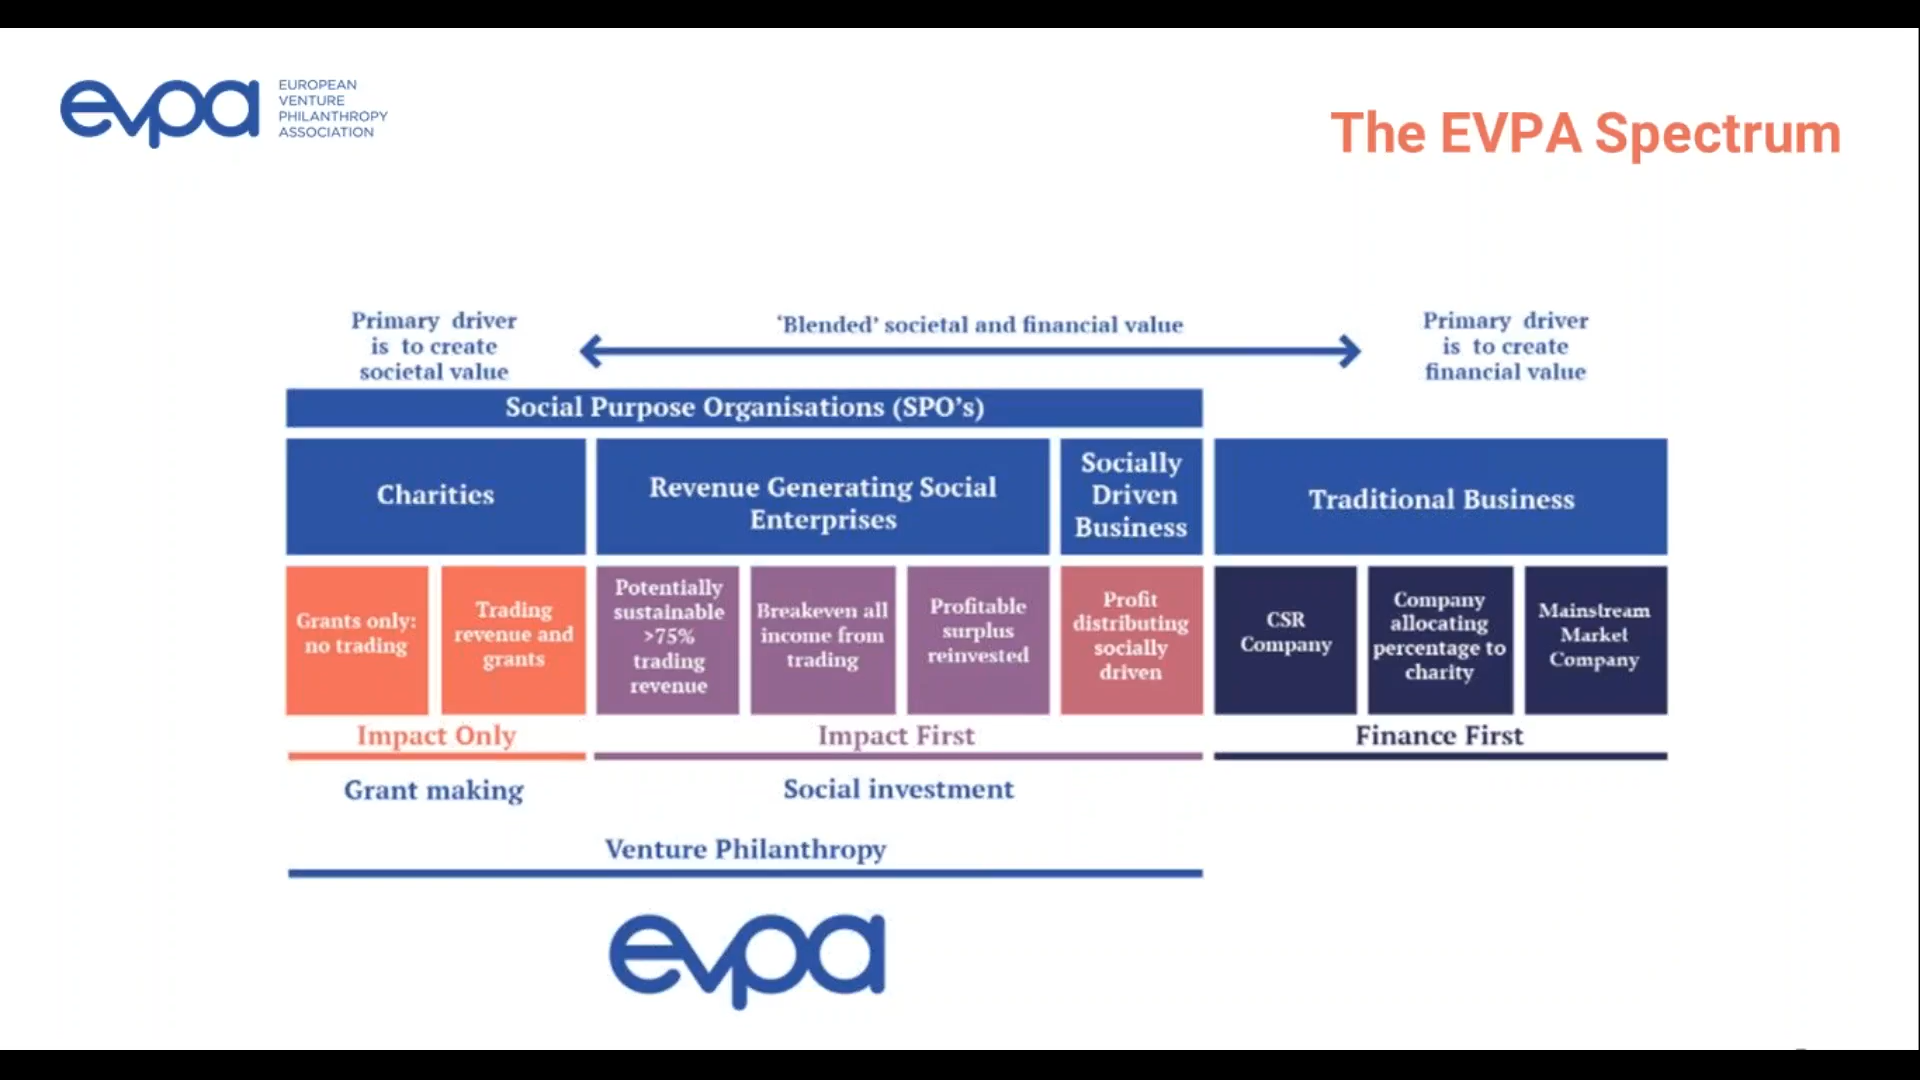 evpa
EUROPEAN
VENTURE
PHILANTHROPY
ASSOCIATION
The EVPA Spectrum
Primary driver
is to create
societal value
‘Blended’ societal and financial value
Primary driver
is to create
financial value
Social Purpose Organisations (SPO’s)
Charities
Revenue Generating Social
Enterprises
Socially
Driven
Business
Traditional Business
Grants only:
no trading
Trading
revenue and
grants
Potentially
sustainable
>75%
trading
revenue
Breakeven all
income from
trading
Profitable
surplus
reinvested
Profit
distributing
socially
driven
CSR
Company
Company
allocating
percentage to
charity
Mainstream
Market
Company
Impact Only
Impact First
Finance First
Grant making
Social investment
Venture Philanthropy
evpa